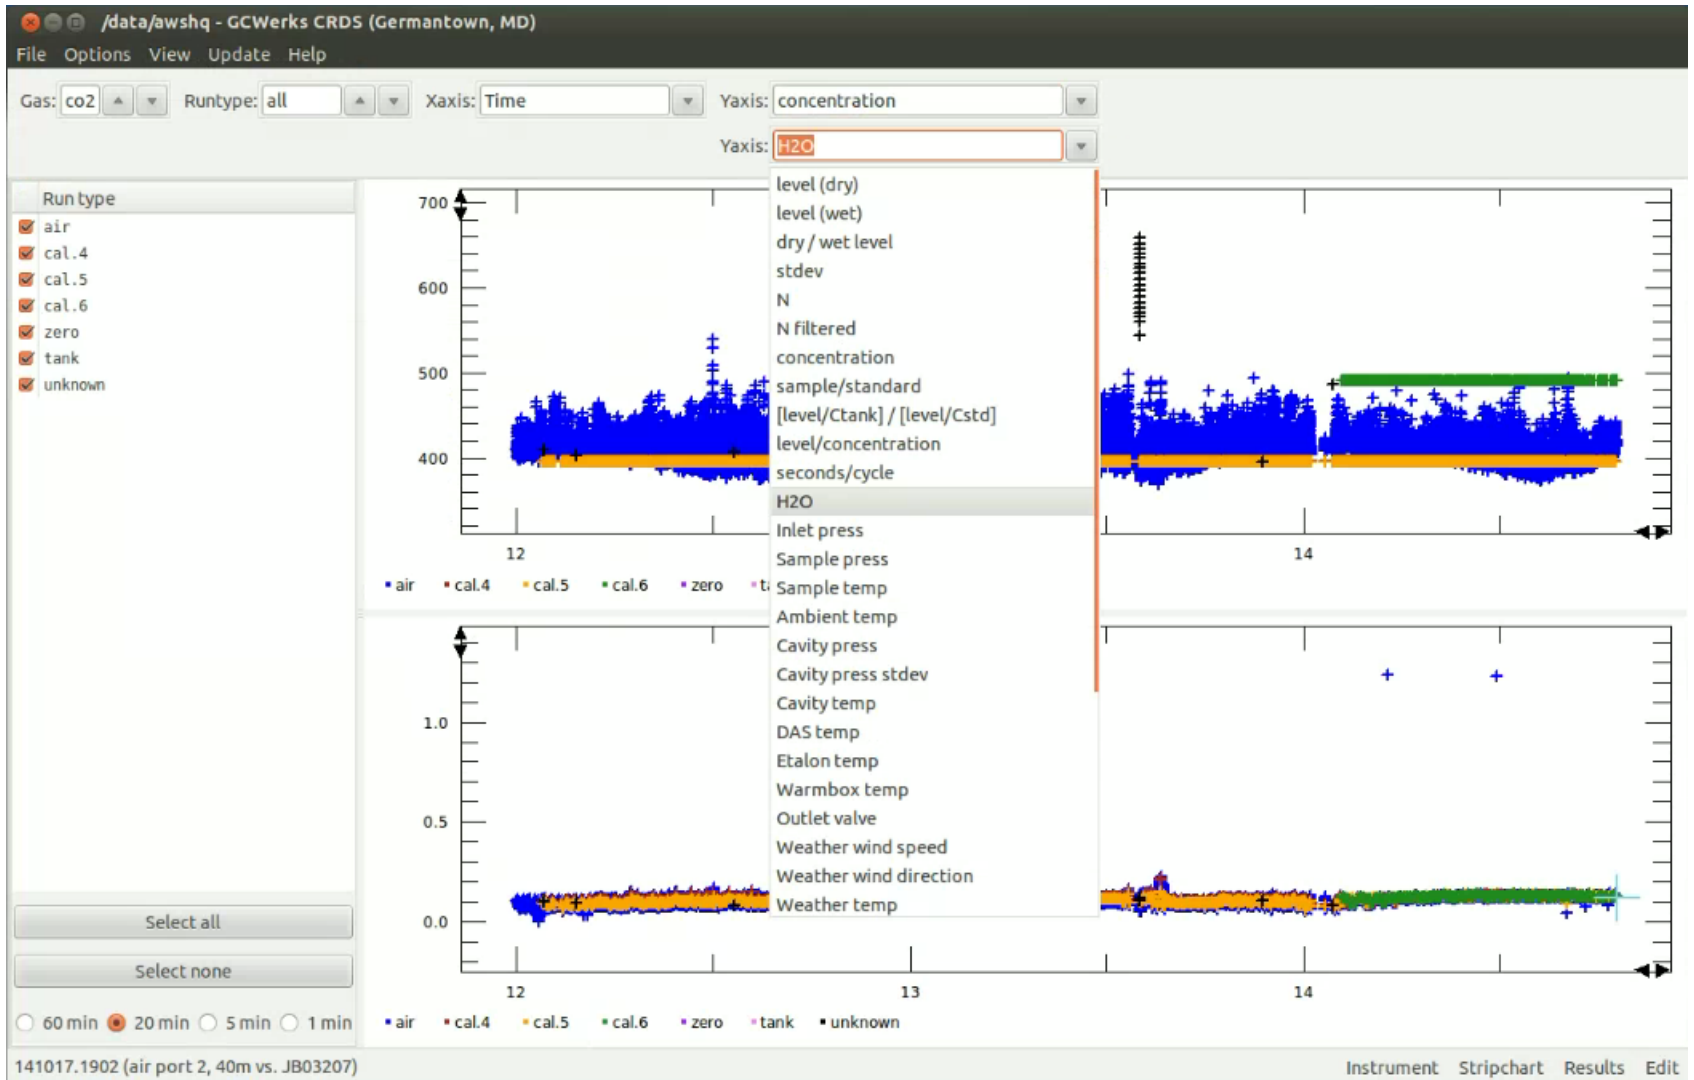 /data/awshq - GCWerks CRDS (Germantown, MD)
File Options View Update Help
Gas: co2 Runtype: all Xaxis: Time Yaxis: concentration
Yaxis: H2O
Run type
air
cal.4
cal.5
cal.6
zero
tank
unknown
Select all
Select none
60 min 20 min 5 min 1 min
level (dry)
level (wet)
dry / wet level
stdev
N
N filtered
concentration
sample/standard
[level/Ctank] / [level/Cstd]
level/concentration
seconds/cycle
H2O
Inlet press
Sample press
Sample temp
Ambient temp
Cavity press
Cavity press stdev
Cavity temp
DAS temp
Etalon temp
Warmbox temp
Outlet valve
Weather wind speed
Weather wind direction
Weather temp
700
600
500
400
12 14
air cal.4 cal.5 cal.6 zero
1.0
0.5
0.0
12 13 14
air cal.4 cal.5 cal.6 zero tank unknown
141017.1902 (air port 2, 40m vs. JB03207)
Instrument Stripchart Results Edit